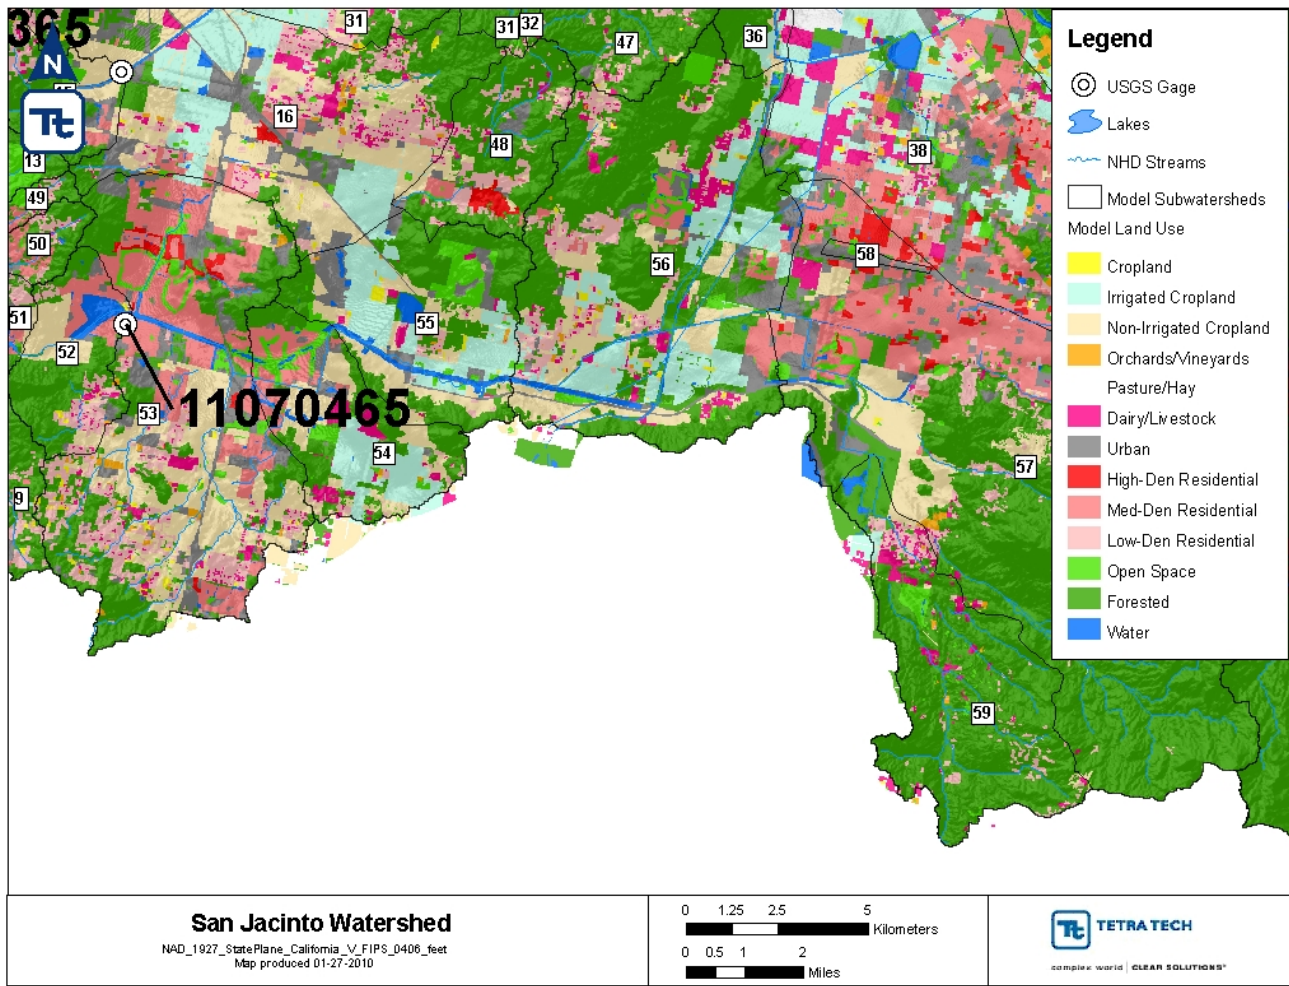 365
N
15
Tt
31
31
32
47
36
16
48
38
13
49
50
56
58
51
55
52
11070465
53
54
57
9
59
Legend
USGS Gage
Lakes
NHD Streams
Model Subwatersheds
Model Land Use
Cropland
Irrigated Cropland
Non-Irrigated Cropland
Orchards/Vineyards
Pasture/Hay
Dairy/Livestock
Urban
High-Den Residential
Med-Den Residential
Low-Den Residential
Open Space
Forested
Water
San Jacinto Watershed
NAD_1927_StatePlane_California_V_FIPS_0406_feet
Map produced 01-27-2010
0 1.25 2.5 5
Kilometers
0 0.5 1 2
Miles
Tt TETRA TECH
complex world | CLEAR SOLUTIONS™